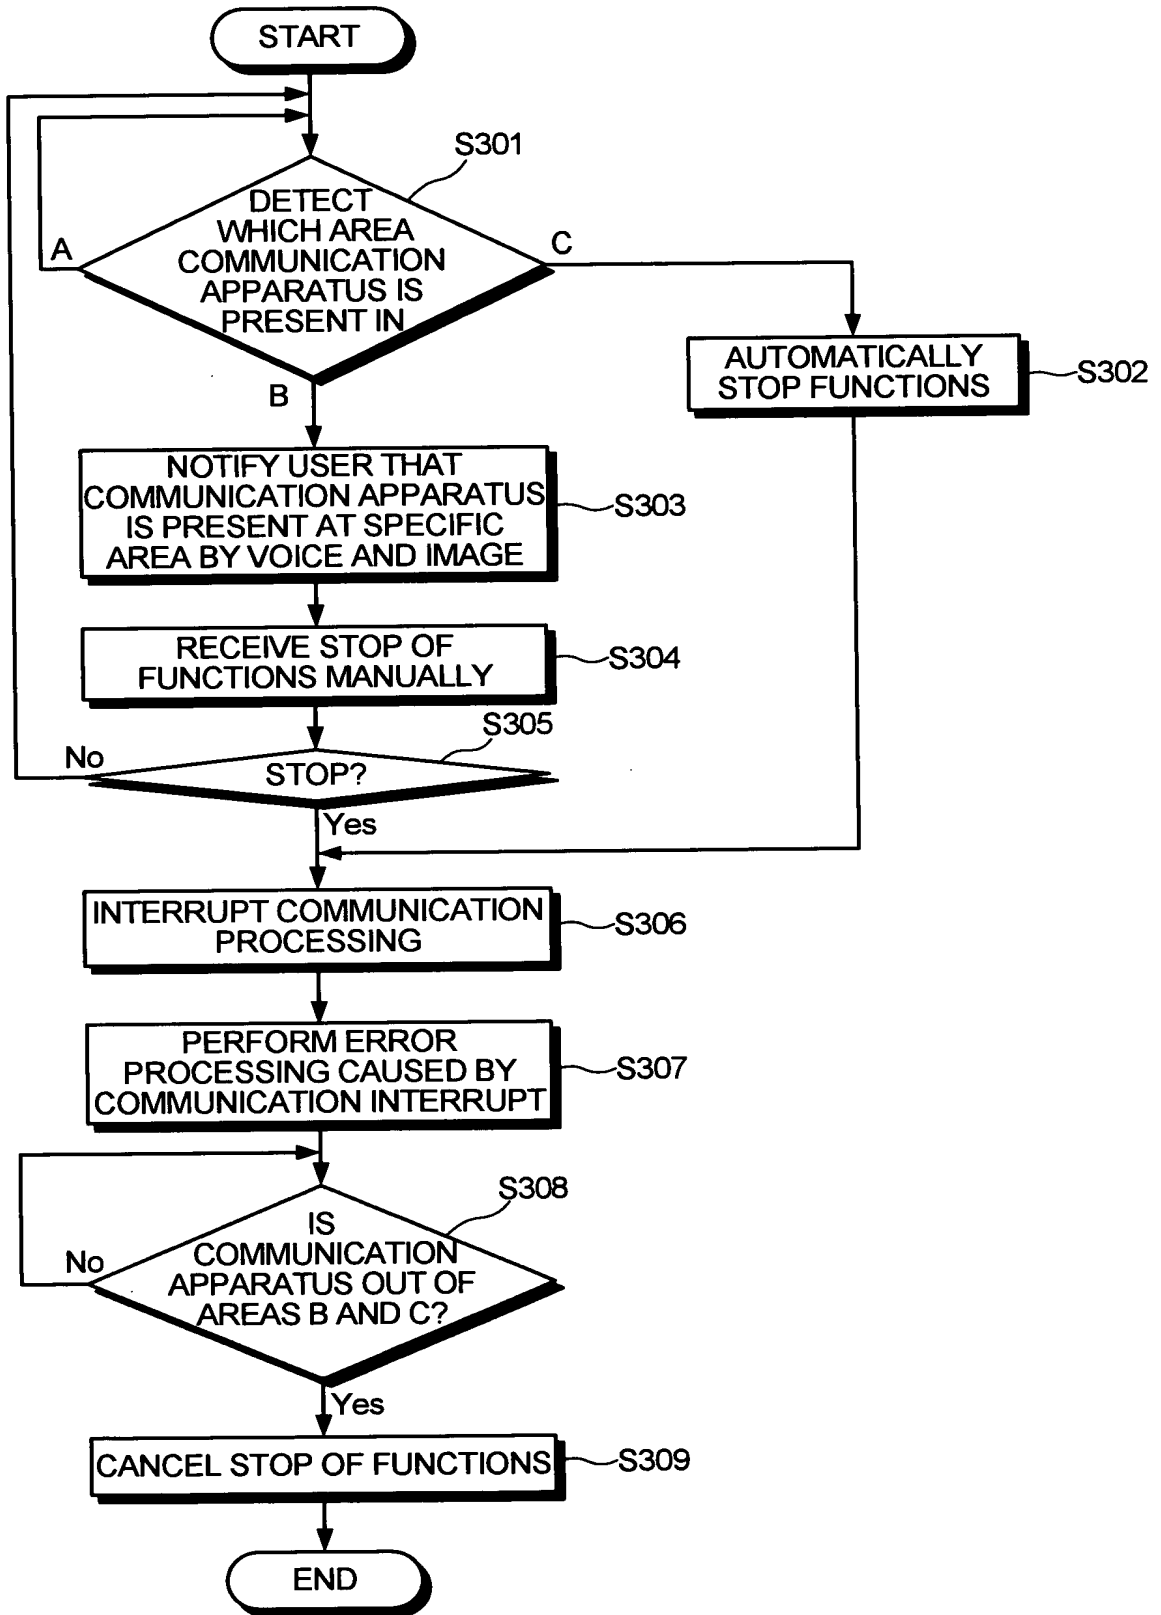 START
S301
DETECT
WHICH AREA
COMMUNICATION
APPARATUS IS
PRESENT IN
A
C
B
AUTOMATICALLY
STOP FUNCTIONS
S302
NOTIFY USER THAT
COMMUNICATION APPARATUS
IS PRESENT AT SPECIFIC
AREA BY VOICE AND IMAGE
S303
RECEIVE STOP OF
FUNCTIONS MANUALLY
S304
S305
No
STOP?
Yes
INTERRUPT COMMUNICATION
PROCESSING
S306
PERFORM ERROR
PROCESSING CAUSED BY
COMMUNICATION INTERRUPT
S307
S308
IS
COMMUNICATION
APPARATUS OUT OF
AREAS B AND C?
No
Yes
CANCEL STOP OF FUNCTIONS
S309
END